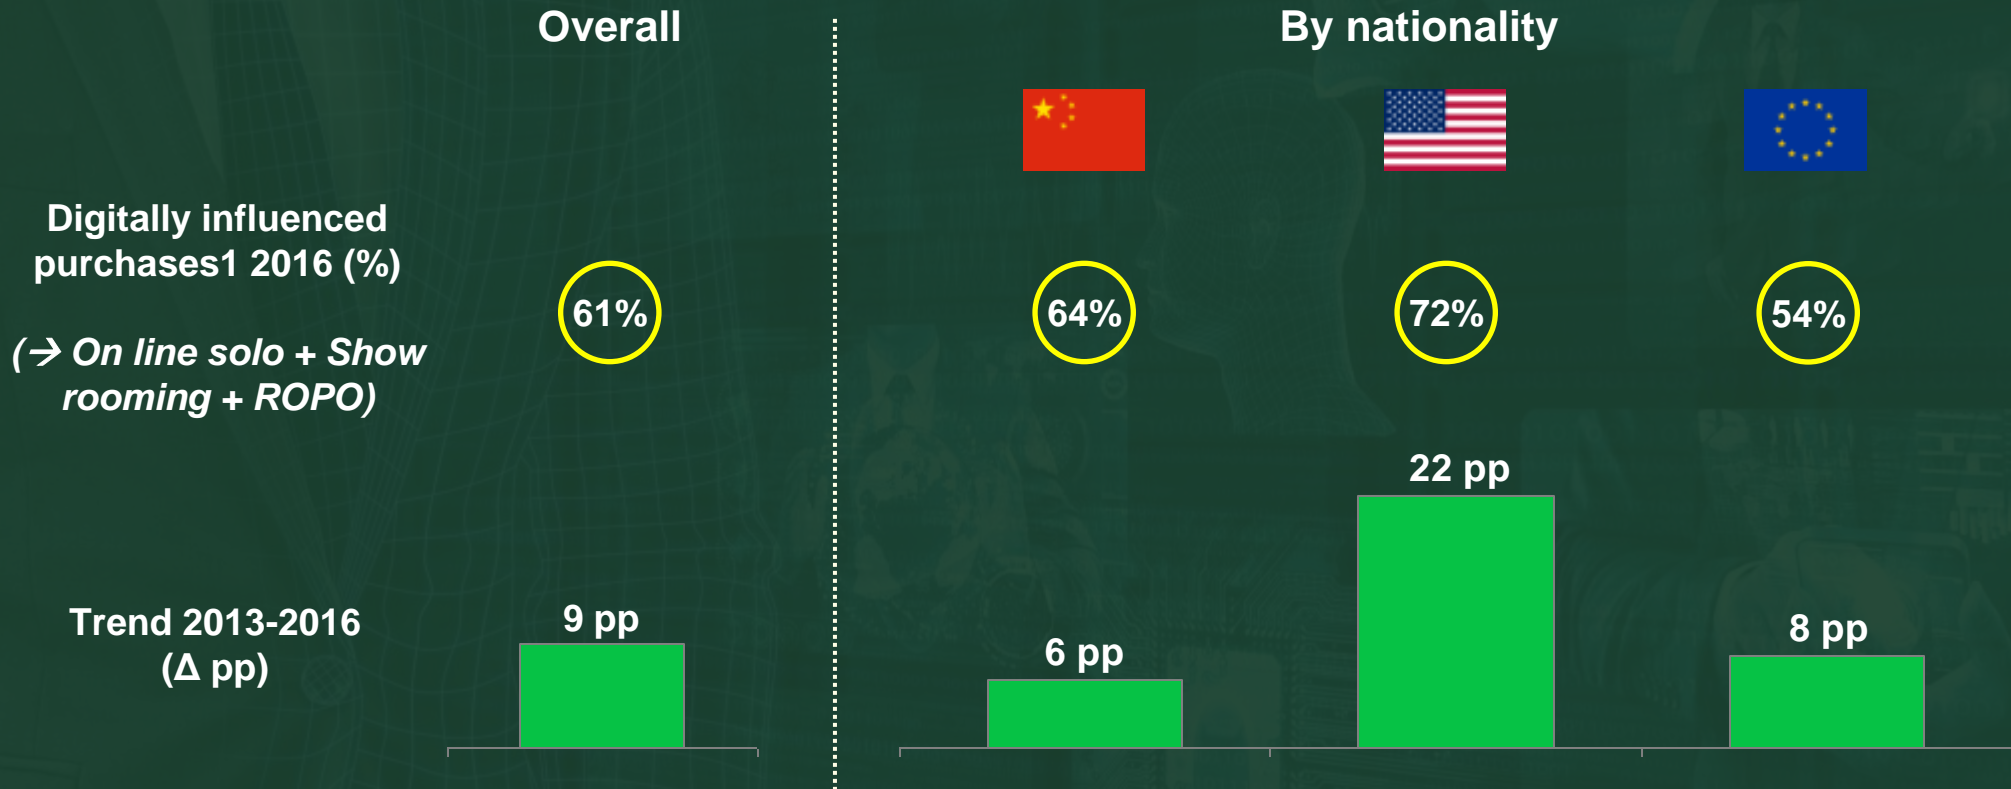 Overall
By nationality
Digitally influenced
purchases1 2016 (%)
(→ On line solo + Show
rooming + ROPO)
61%
64%
72%
54%
Trend 2013-2016
(Δ pp)
9 pp
6 pp
22 pp
8 pp